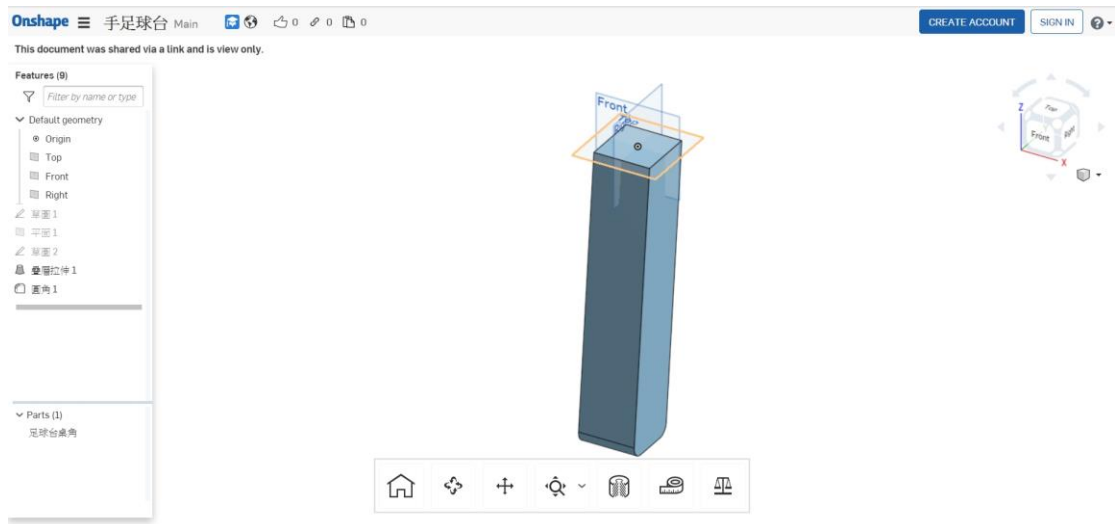 Onshape 手足球台 Main 0 0 0 CREATE ACCOUNT SIGN IN
This document was shared via a link and is view only.
Features (9)
Filter by name or type
Default geometry
Origin
Top
Front
Right
草圖 1
平面 1
草圖 2
疊層拉伸 1
圓角 1
Parts (1)
足球台桌角
Front
Z Top
Front Right
X